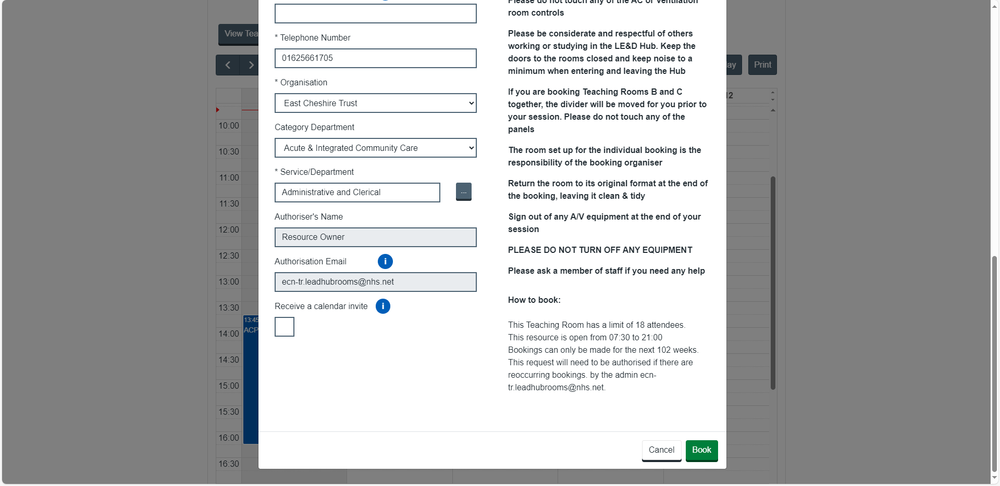 Please do not touch any of the AC or Ventilation
room controls
Please be considerate and respectful of others
working or studying in the LE&D Hub. Keep the
doors to the rooms closed and keep noise to a
minimum when entering and leaving the Hub
If you are booking Teaching Rooms B and C
together, the divider will be moved for you prior to
your session. Please do not touch any of the
panels
The room set up for the individual booking is the
responsibility of the booking organiser
Return the room to its original format at the end of
the booking, leaving it clean & tidy
Sign out of any A/V equipment at the end of your
session
PLEASE DO NOT TURN OFF ANY EQUIPMENT
Please ask a member of staff if you need any help
How to book:
This Teaching Room has a limit of 18 attendees.
This resource is open from 07:30 to 21:00
Bookings can only be made for the next 102 weeks.
This request will need to be authorised if there are
reoccurring bookings. by the admin ecn-
tr.leadhubrooms@nhs.net.
* Telephone Number
01625661705
* Organisation
East Cheshire Trust
Category Department
Acute & Integrated Community Care
* Service/Department
Administrative and Clerical
...
Authoriser's Name
Resource Owner
Authorisation Email
i
ecn-tr.leadhubrooms@nhs.net
Receive a calendar invite
i
Cancel
Book
View Tea
ay
Print
12
10:00
10:30
11:00
11:30
12:00
12:30
13:00
13:30
13:45
ACP
14:00
14:30
15:00
15:30
16:00
16:30